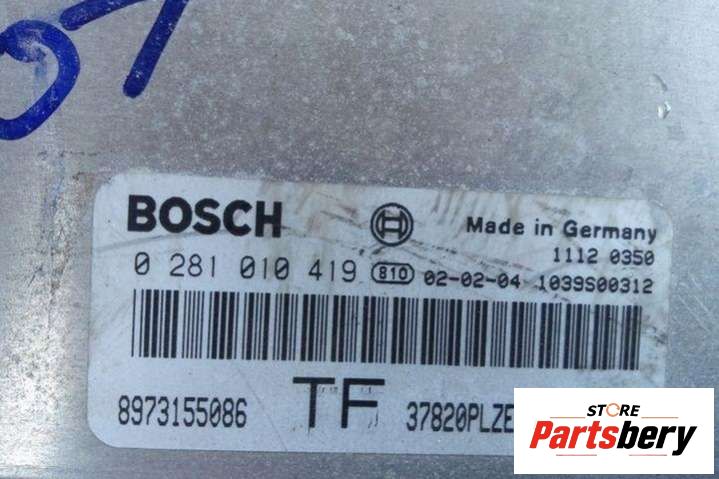 BOSCH
Made in Germany
1112 0350
0 281 010 419 810 02-02-04 1039S00312
8973155086 TF 37820PLZE
STORE
Partsbery